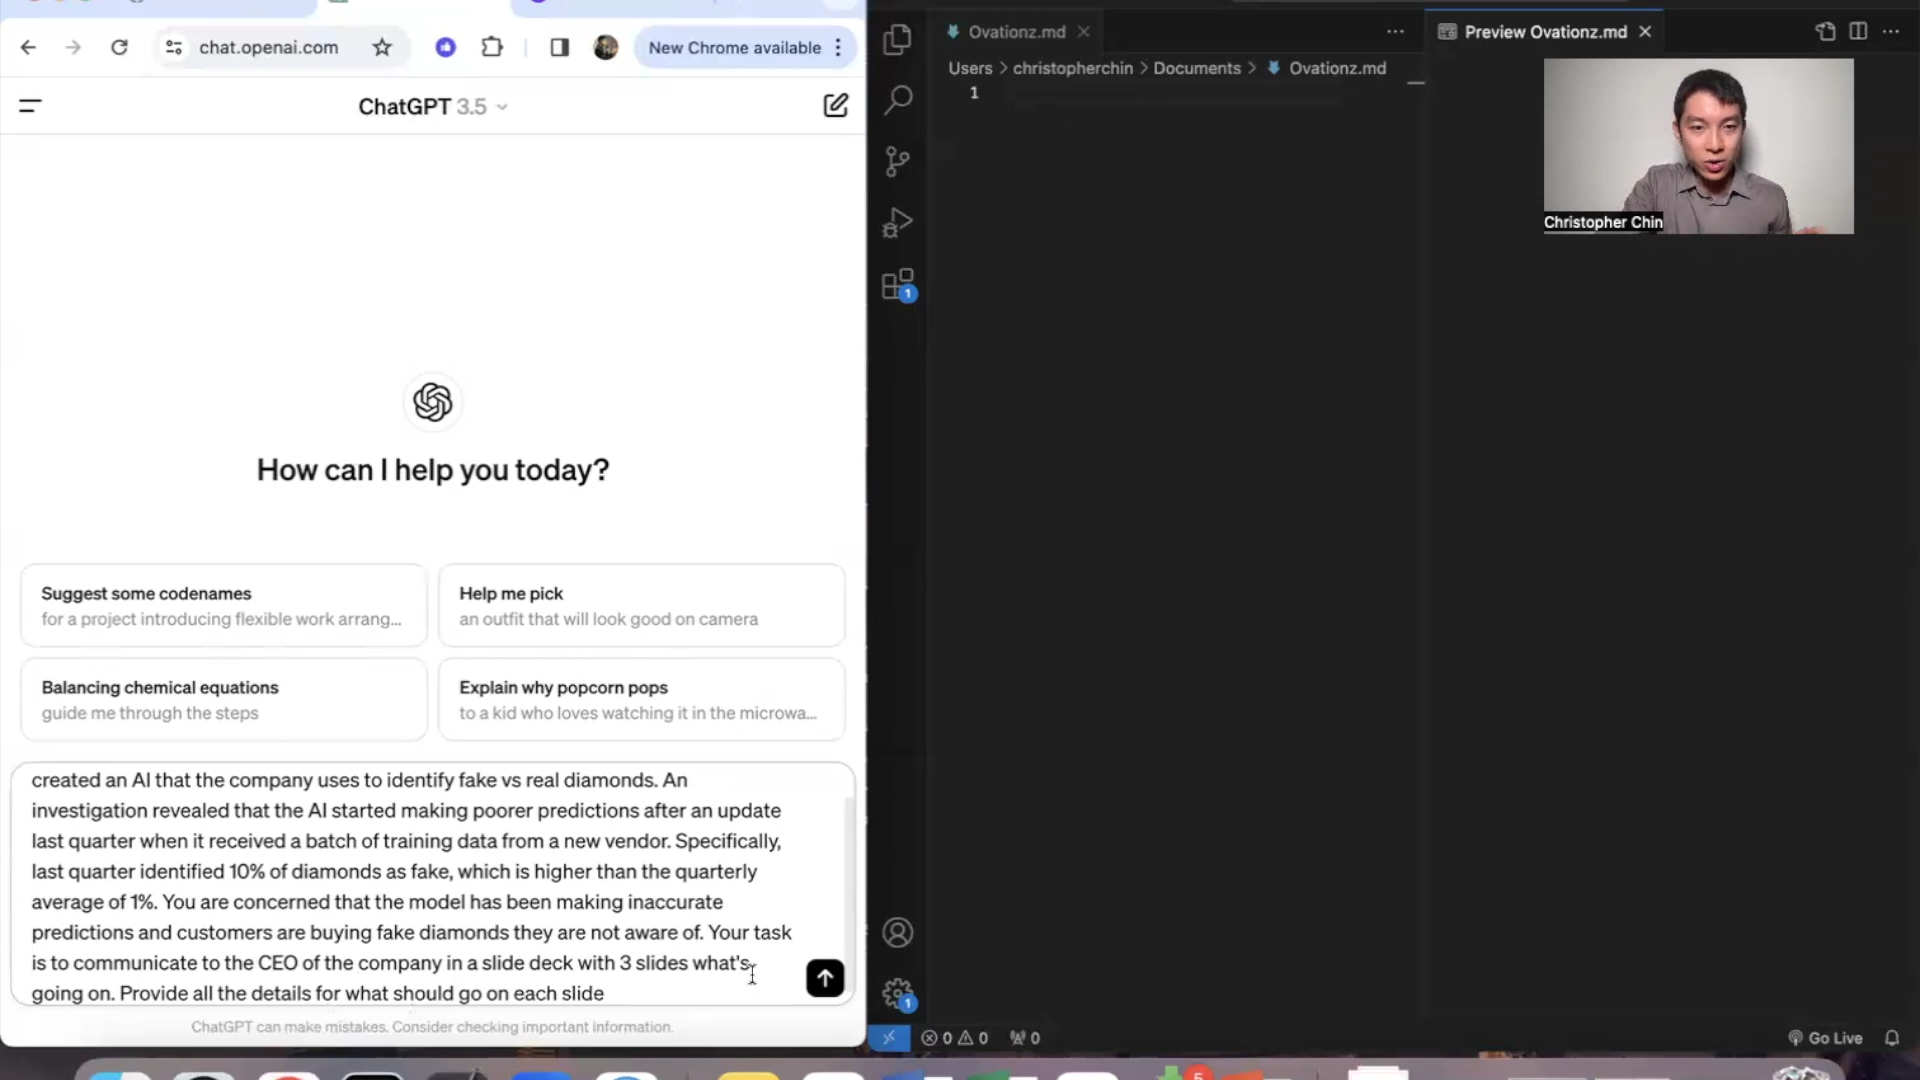 chat.openai.com
New Chrome available
ChatGPT 3.5
How can I help you today?
Suggest some codenames
for a project introducing flexible work arrang...
Help me pick
an outfit that will look good on camera
Balancing chemical equations
guide me through the steps
Explain why popcorn pops
to a kid who loves watching it in the microwa...
created an AI that the company uses to identify fake vs real diamonds. An
investigation revealed that the AI started making poorer predictions after an update
last quarter when it received a batch of training data from a new vendor. Specifically,
last quarter identified 10% of diamonds as fake, which is higher than the quarterly
average of 1%. You are concerned that the model has been making inaccurate
predictions and customers are buying fake diamonds they are not aware of. Your task
is to communicate to the CEO of the company in a slide deck with 3 slides what's
going on. Provide all the details for what should go on each slide
ChatGPT can make mistakes. Consider checking important information.
Ovationz.md
Preview Ovationz.md
Users > christopherchin > Documents > Ovationz.md
1
Christopher Chin
1
1
0 0 0
Go Live
5